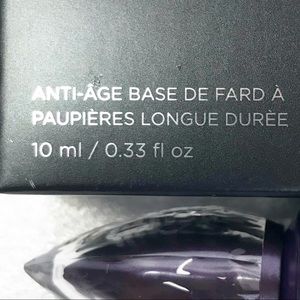 ANTI-ÂGE BASE DE FARD À
PAUPIÈRES LONGUE DURÉE
10 ml / 0.33 fl oz